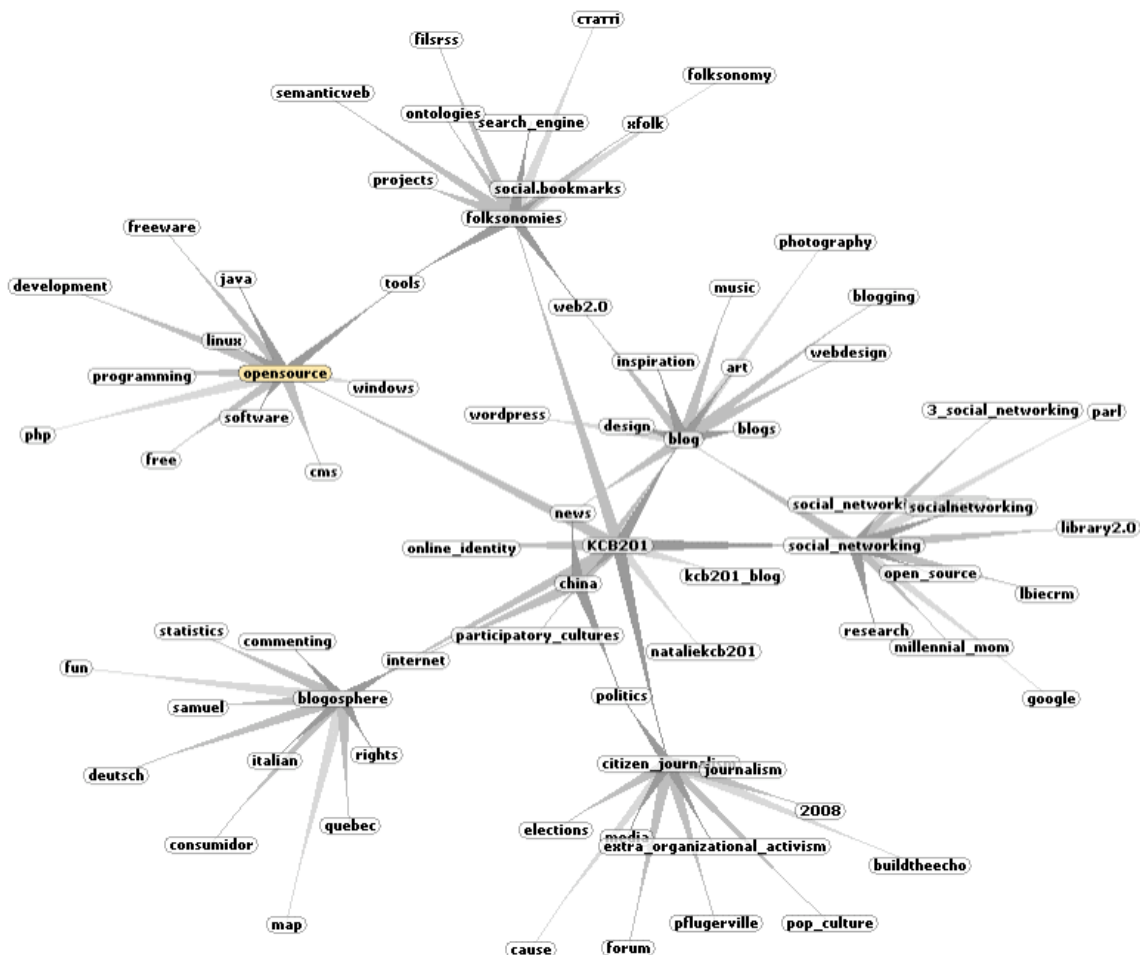 статті
filsrss
folksonomy
semanticweb
ontologies
search_engine
xfolk
projects
social.bookmarks
folksonomies
freeware
photography
java
tools
development
music
blogging
web2.0
linux
webdesign
inspiration
art
opensource
programming
windows
wordpress
3_social_networking
parl
software
design
blogs
php
blog
free
cms
social_network
socialnetworking
news
library2.0
online_identity
KCB201
social_networking
kcb201_blog
open_source
china
lbiecrm
statistics
participatory_cultures
research
commenting
nataliekcb201
millennial_mom
fun
internet
politics
blogosphere
google
samuel
rights
italian
citizen_journalism
journalism
deutsch
2008
quebec
elections
media
consumidor
extra_organizational_activism
buildtheecho
map
pflugerville
pop_culture
cause
forum